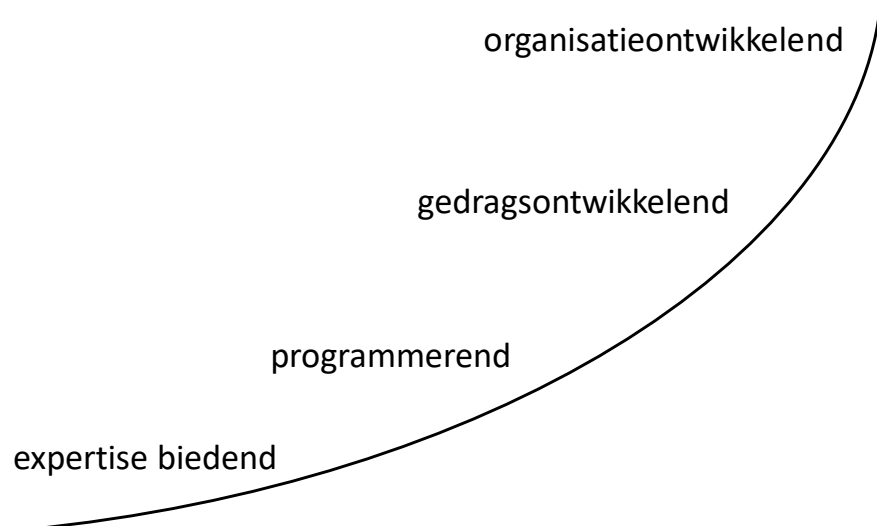 organisatieontwikkelend
gedragsontwikkelend
programmerend
expertise biedend